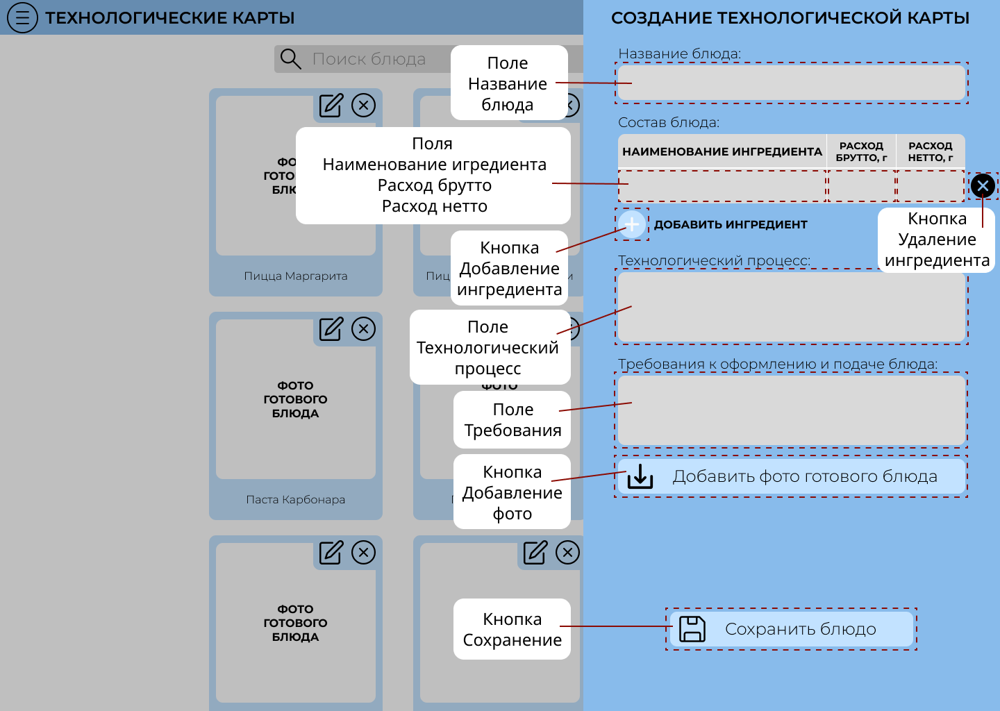 ТЕХНОЛОГИЧЕСКИЕ КАРТЫ
Поиск блюда
ФО
ГОТО
БЛЮ
Пицца Маргарита
Пиц
и
ФОТО
ГОТОВОГО
БЛЮДА
Паста Карбонара
ФОТО
П
ФОТО
ГОТОВОГО
БЛЮДА
Поле
Название
блюда
Поля
Наименование игредиента
Расход брутто
Расход нетто
Кнопка
Добавление
ингредиента
Поле
Технологический
процесс
Поле
Требования
Кнопка
Добавление
фото
Кнопка
Сохранение
СОЗДАНИЕ ТЕХНОЛОГИЧЕСКОЙ КАРТЫ
Название блюда:
Состав блюда:
НАИМЕНОВАНИЕ ИНГРЕДИЕНТА
РАСХОД
БРУТТО, г
РАСХОД
НЕТТО, г
ДОБАВИТЬ ИНГРЕДИЕНТ
Кнопка
Удаление
ингредиента
Технологический процесс:
Требования к оформлению и подаче блюда:
Добавить фото готового блюда
Сохранить блюдо